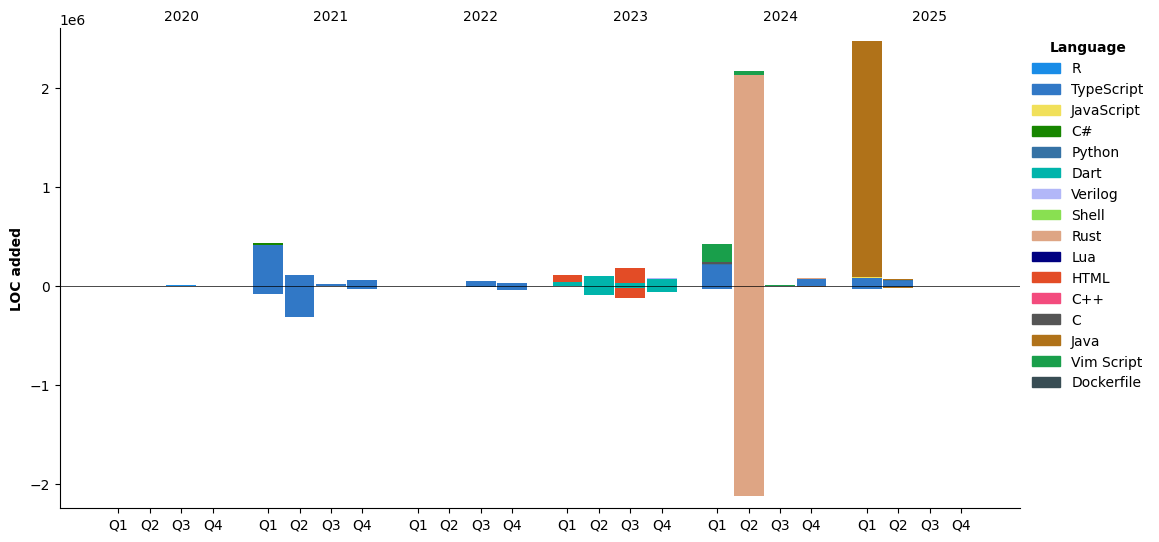 1e6
2020 2021 2022 2023 2024 2025
Language
R
TypeScript
JavaScript
C#
Python
Dart
Verilog
Shell
Rust
Lua
HTML
C++
C
Java
Vim Script
Dockerfile
LOC added
2
1
0
−1
−2
Q1 Q2 Q3 Q4 Q1 Q2 Q3 Q4 Q1 Q2 Q3 Q4 Q1 Q2 Q3 Q4 Q1 Q2 Q3 Q4 Q1 Q2 Q3 Q4